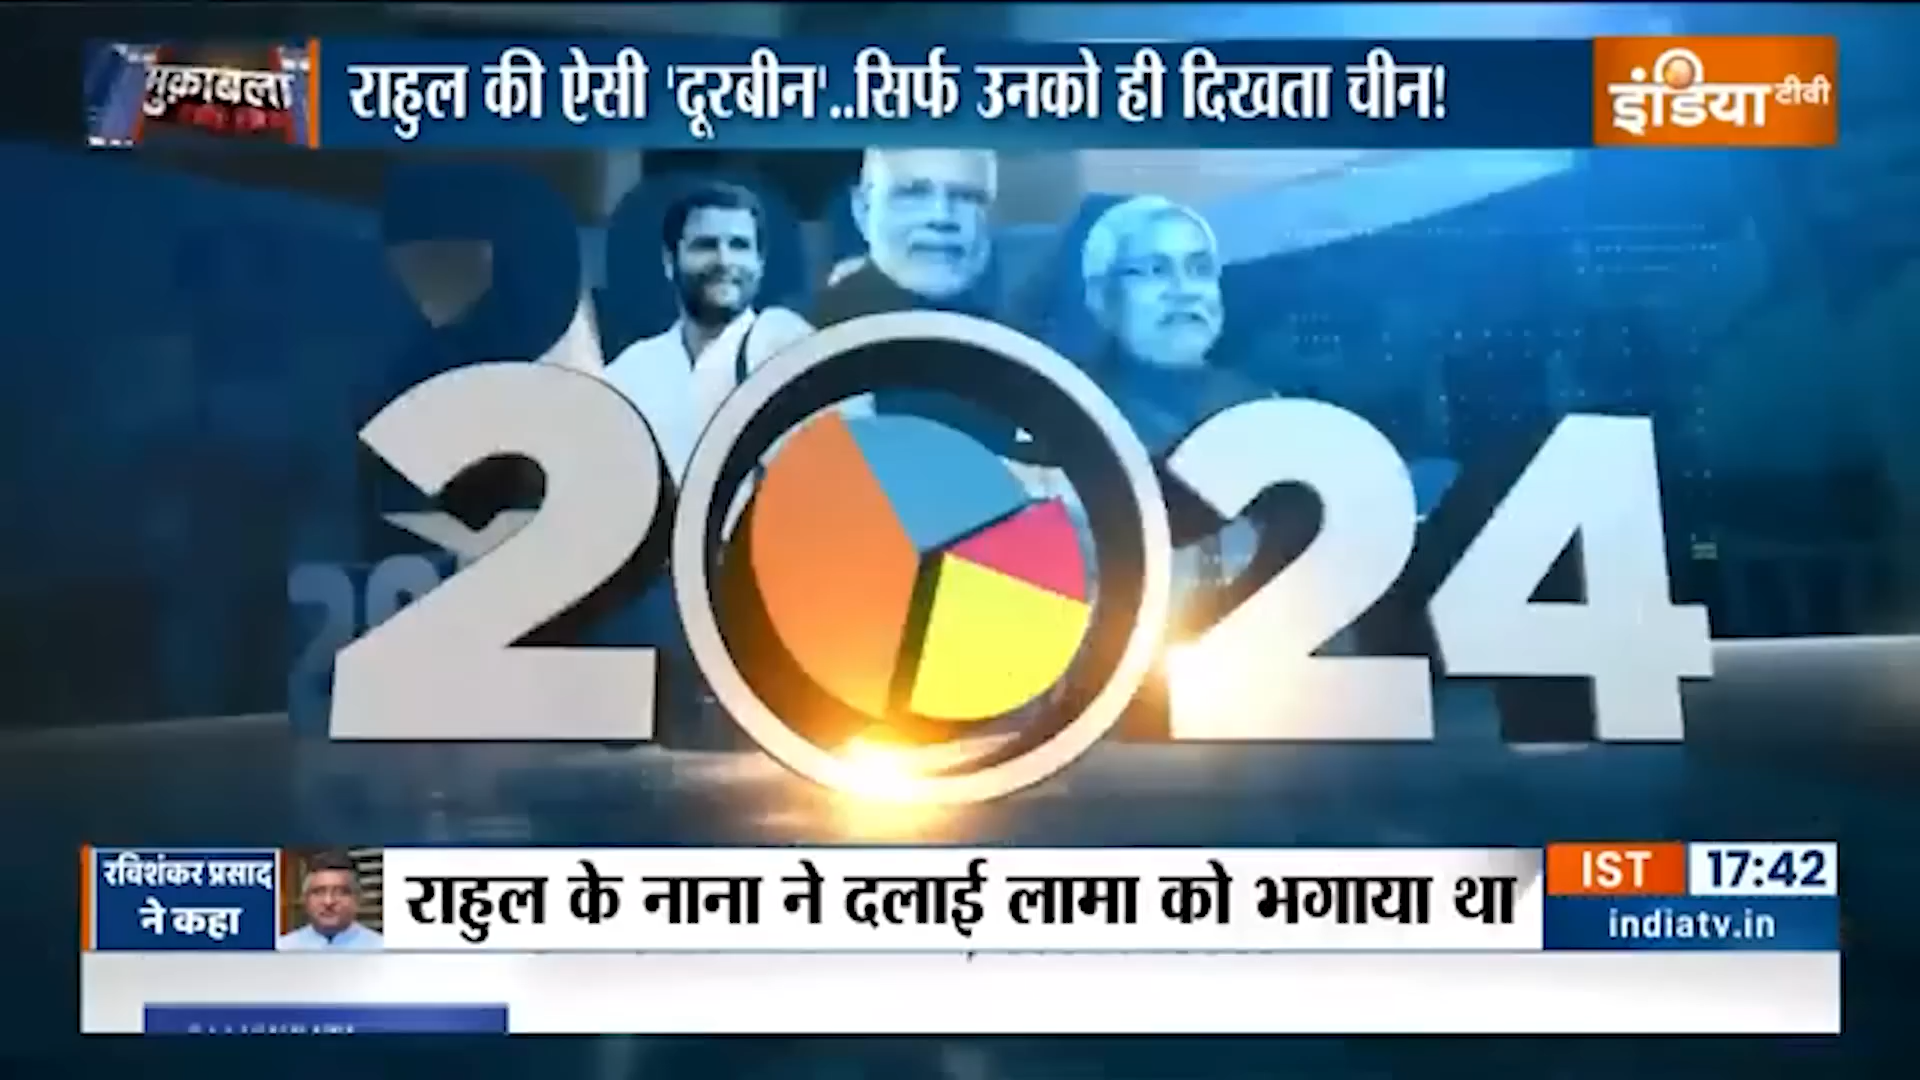 मुक़ाबला
राहुल की ऐसी 'दूरबीन'..सिर्फ उनको ही दिखता चीन!
इंडिया टीवी
2024
रविशंकर प्रसाद
ने कहा
राहुल के नाना ने दलाई लामा को भगाया था
IST 17:42
indiatv.in